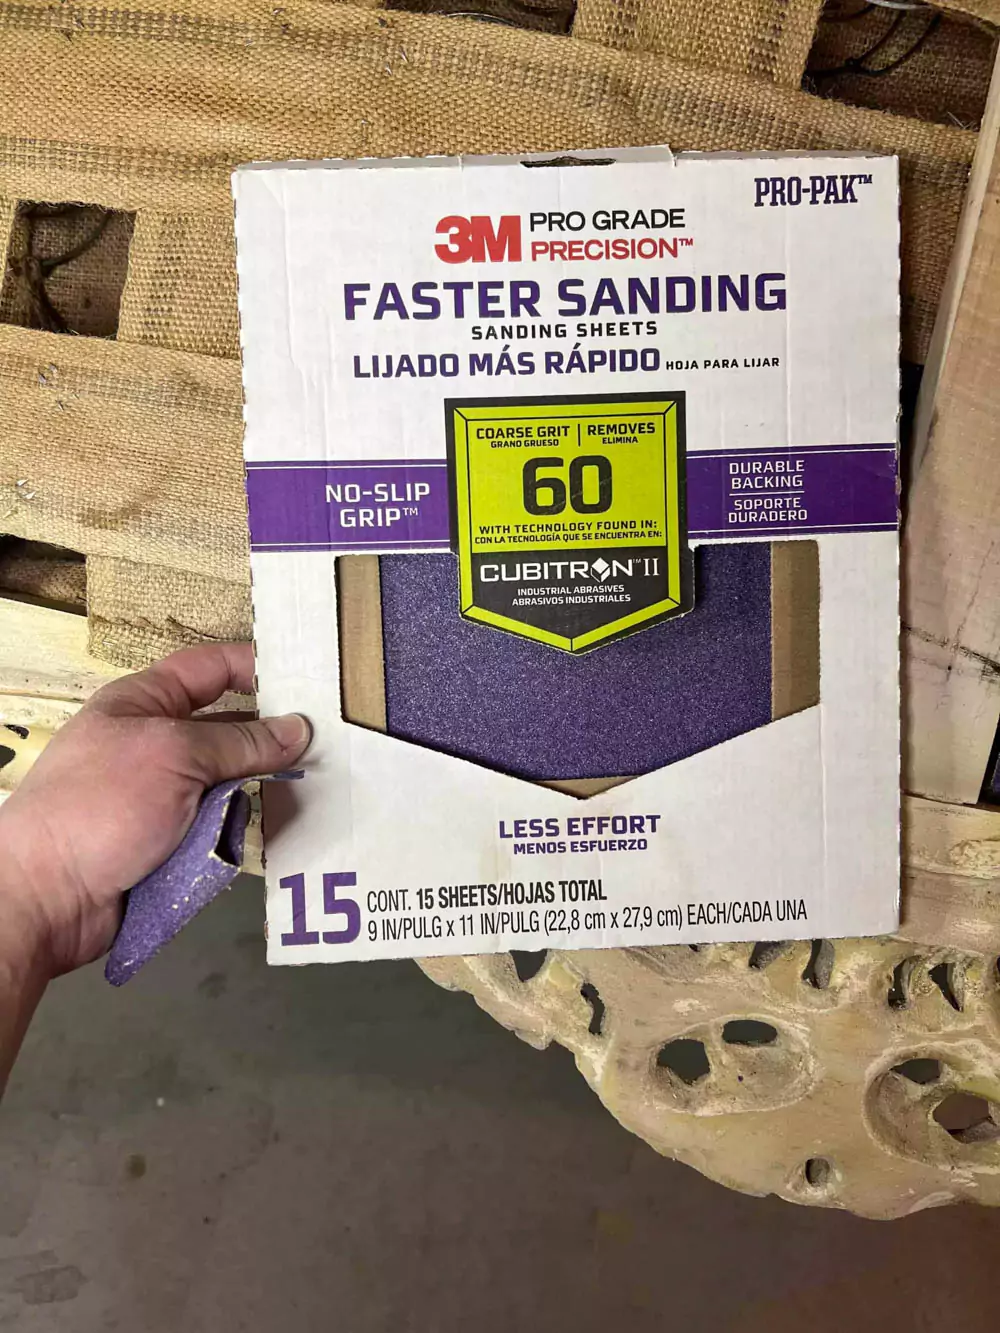 PRO-PAK™
3M PRO GRADE
PRECISION™
FASTER SANDING
SANDING SHEETS
LIJADO MÁS RÁPIDO HOJA PARA LIJAR
NO-SLIP
GRIP™
COARSE GRIT | REMOVES
GRANO GRUESO ELIMINA
60
WITH TECHNOLOGY FOUND IN:
CON LA TECNOLOGÍA QUE SE ENCUENTRA EN:
CUBITRON™ II
INDUSTRIAL ABRASIVES
ABRASIVOS INDUSTRIALES
DURABLE
BACKING
SOPORTE
DURADERO
LESS EFFORT
MENOS ESFUERZO
15 CONT. 15 SHEETS/HOJAS TOTAL
9 IN/PULG x 11 IN/PULG (22,8 cm x 27,9 cm) EACH/CADA UNA